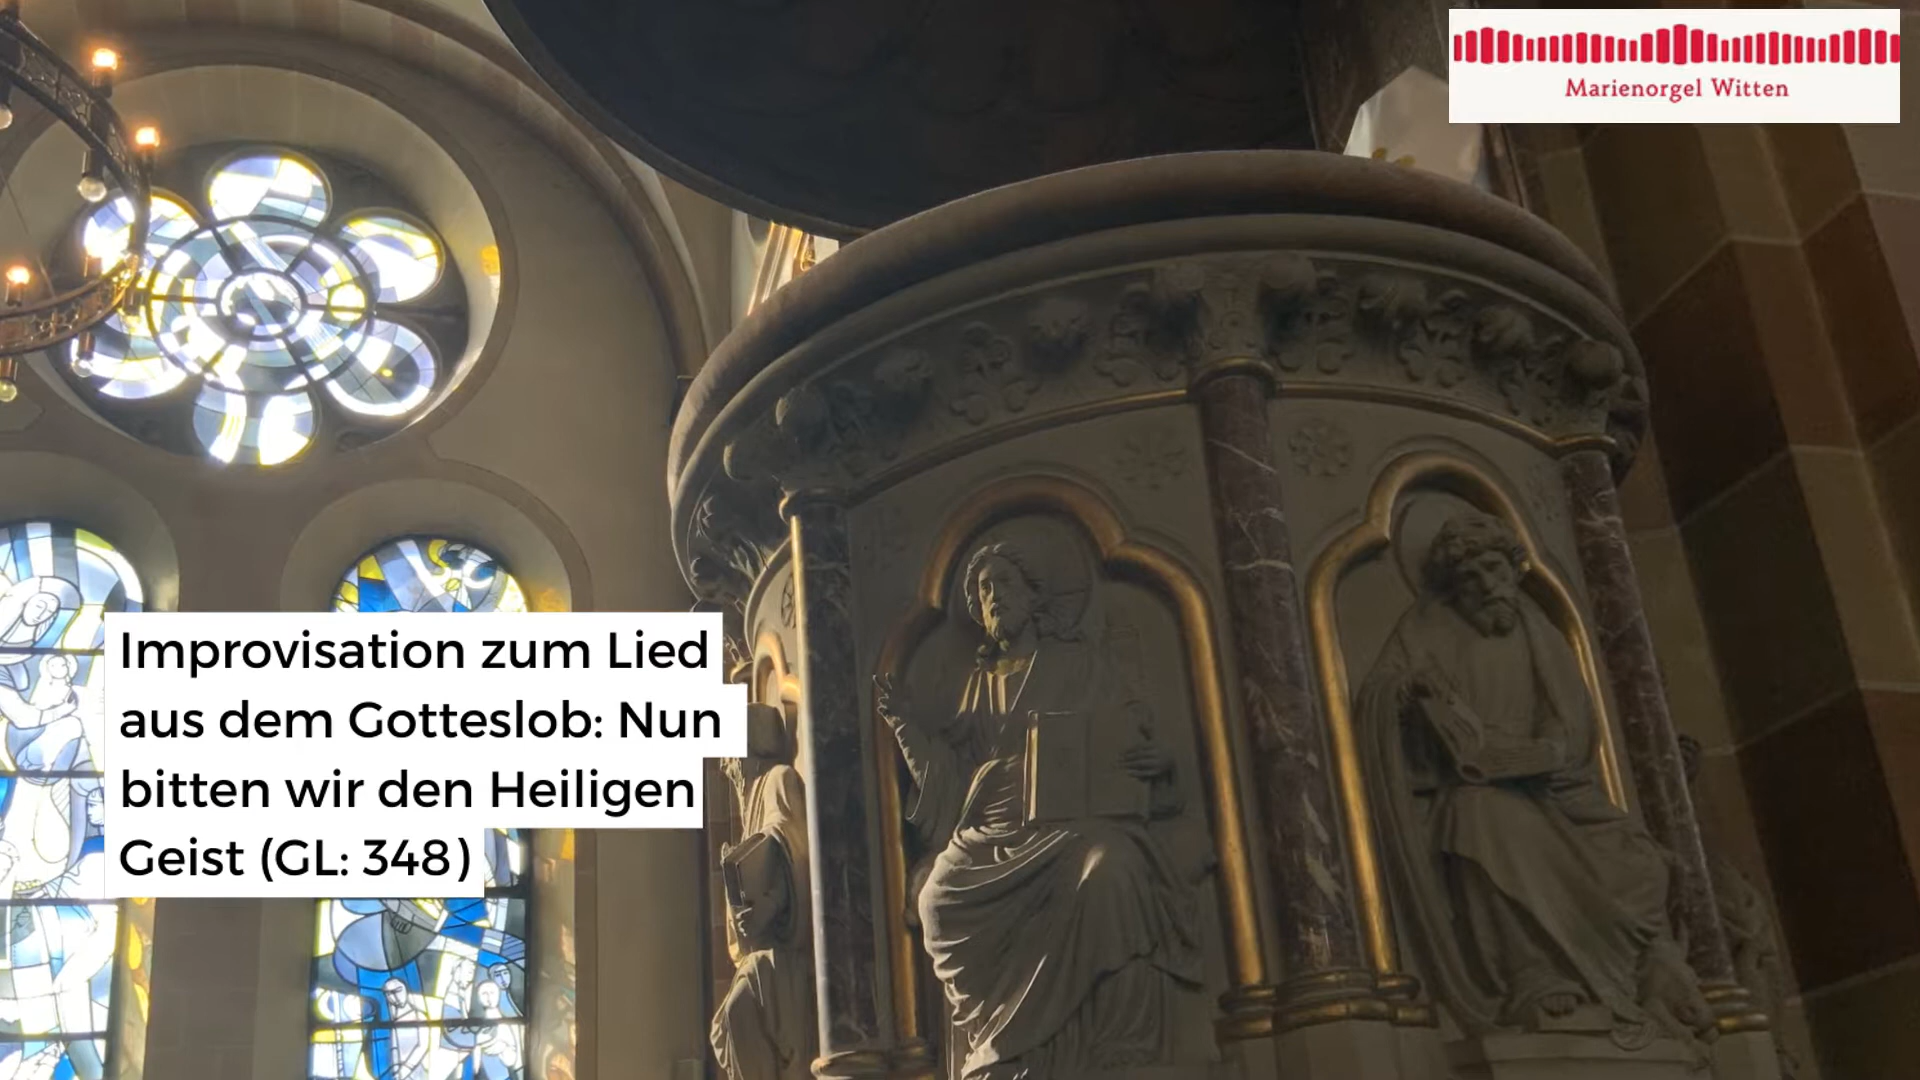 Marienorgel Witten
Improvisation zum Lied
aus dem Gotteslob: Nun
bitten wir den Heiligen
Geist (GL: 348)